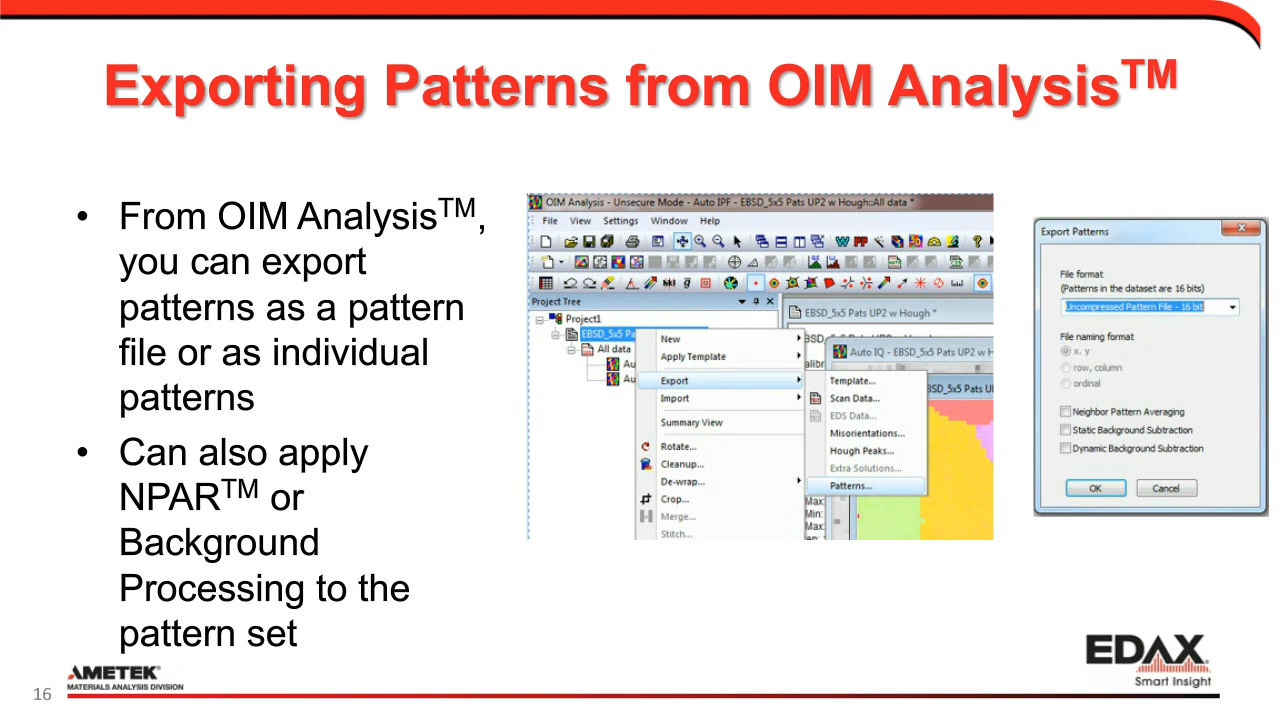 Exporting Patterns from OIM Analysis™
• From OIM Analysis™,
you can export
patterns as a pattern
file or as individual
patterns
• Can also apply
NPAR™ or
Background
Processing to the
pattern set
OIM Analysis - Unsecure Mode - Auto IPF - EBSD_5x5 Pats UP2 w Hough::All data *
File View Settings Window Help
Project Tree
Project1
EBSD_5x5 Pa
All data
Au
Au
EBSD_5x5 Pats UP2 w Hough *
Auto IQ - EBSD_5x5 Pats UP2 w H
BSD_5x5 Pats U
New
Apply Template
Export
Import
Summary View
Rotate...
Cleanup...
De-wrap...
Crop...
Merge...
Stitch...
Template...
Scan Data...
EDS Data...
Misorientations...
Hough Peaks...
Extra Solutions...
Patterns...
Max:
Min:
Max:
Export Patterns
File format
(Patterns in the dataset are 16 bits)
Uncompressed Pattern File - 16 bit
File naming format
x, y
row, column
ordinal
Neighbor Pattern Averaging
Static Background Subtraction
Dynamic Background Subtraction
OK Cancel
16
AMETEK®
MATERIALS ANALYSIS DIVISION
EDAX
Smart Insight